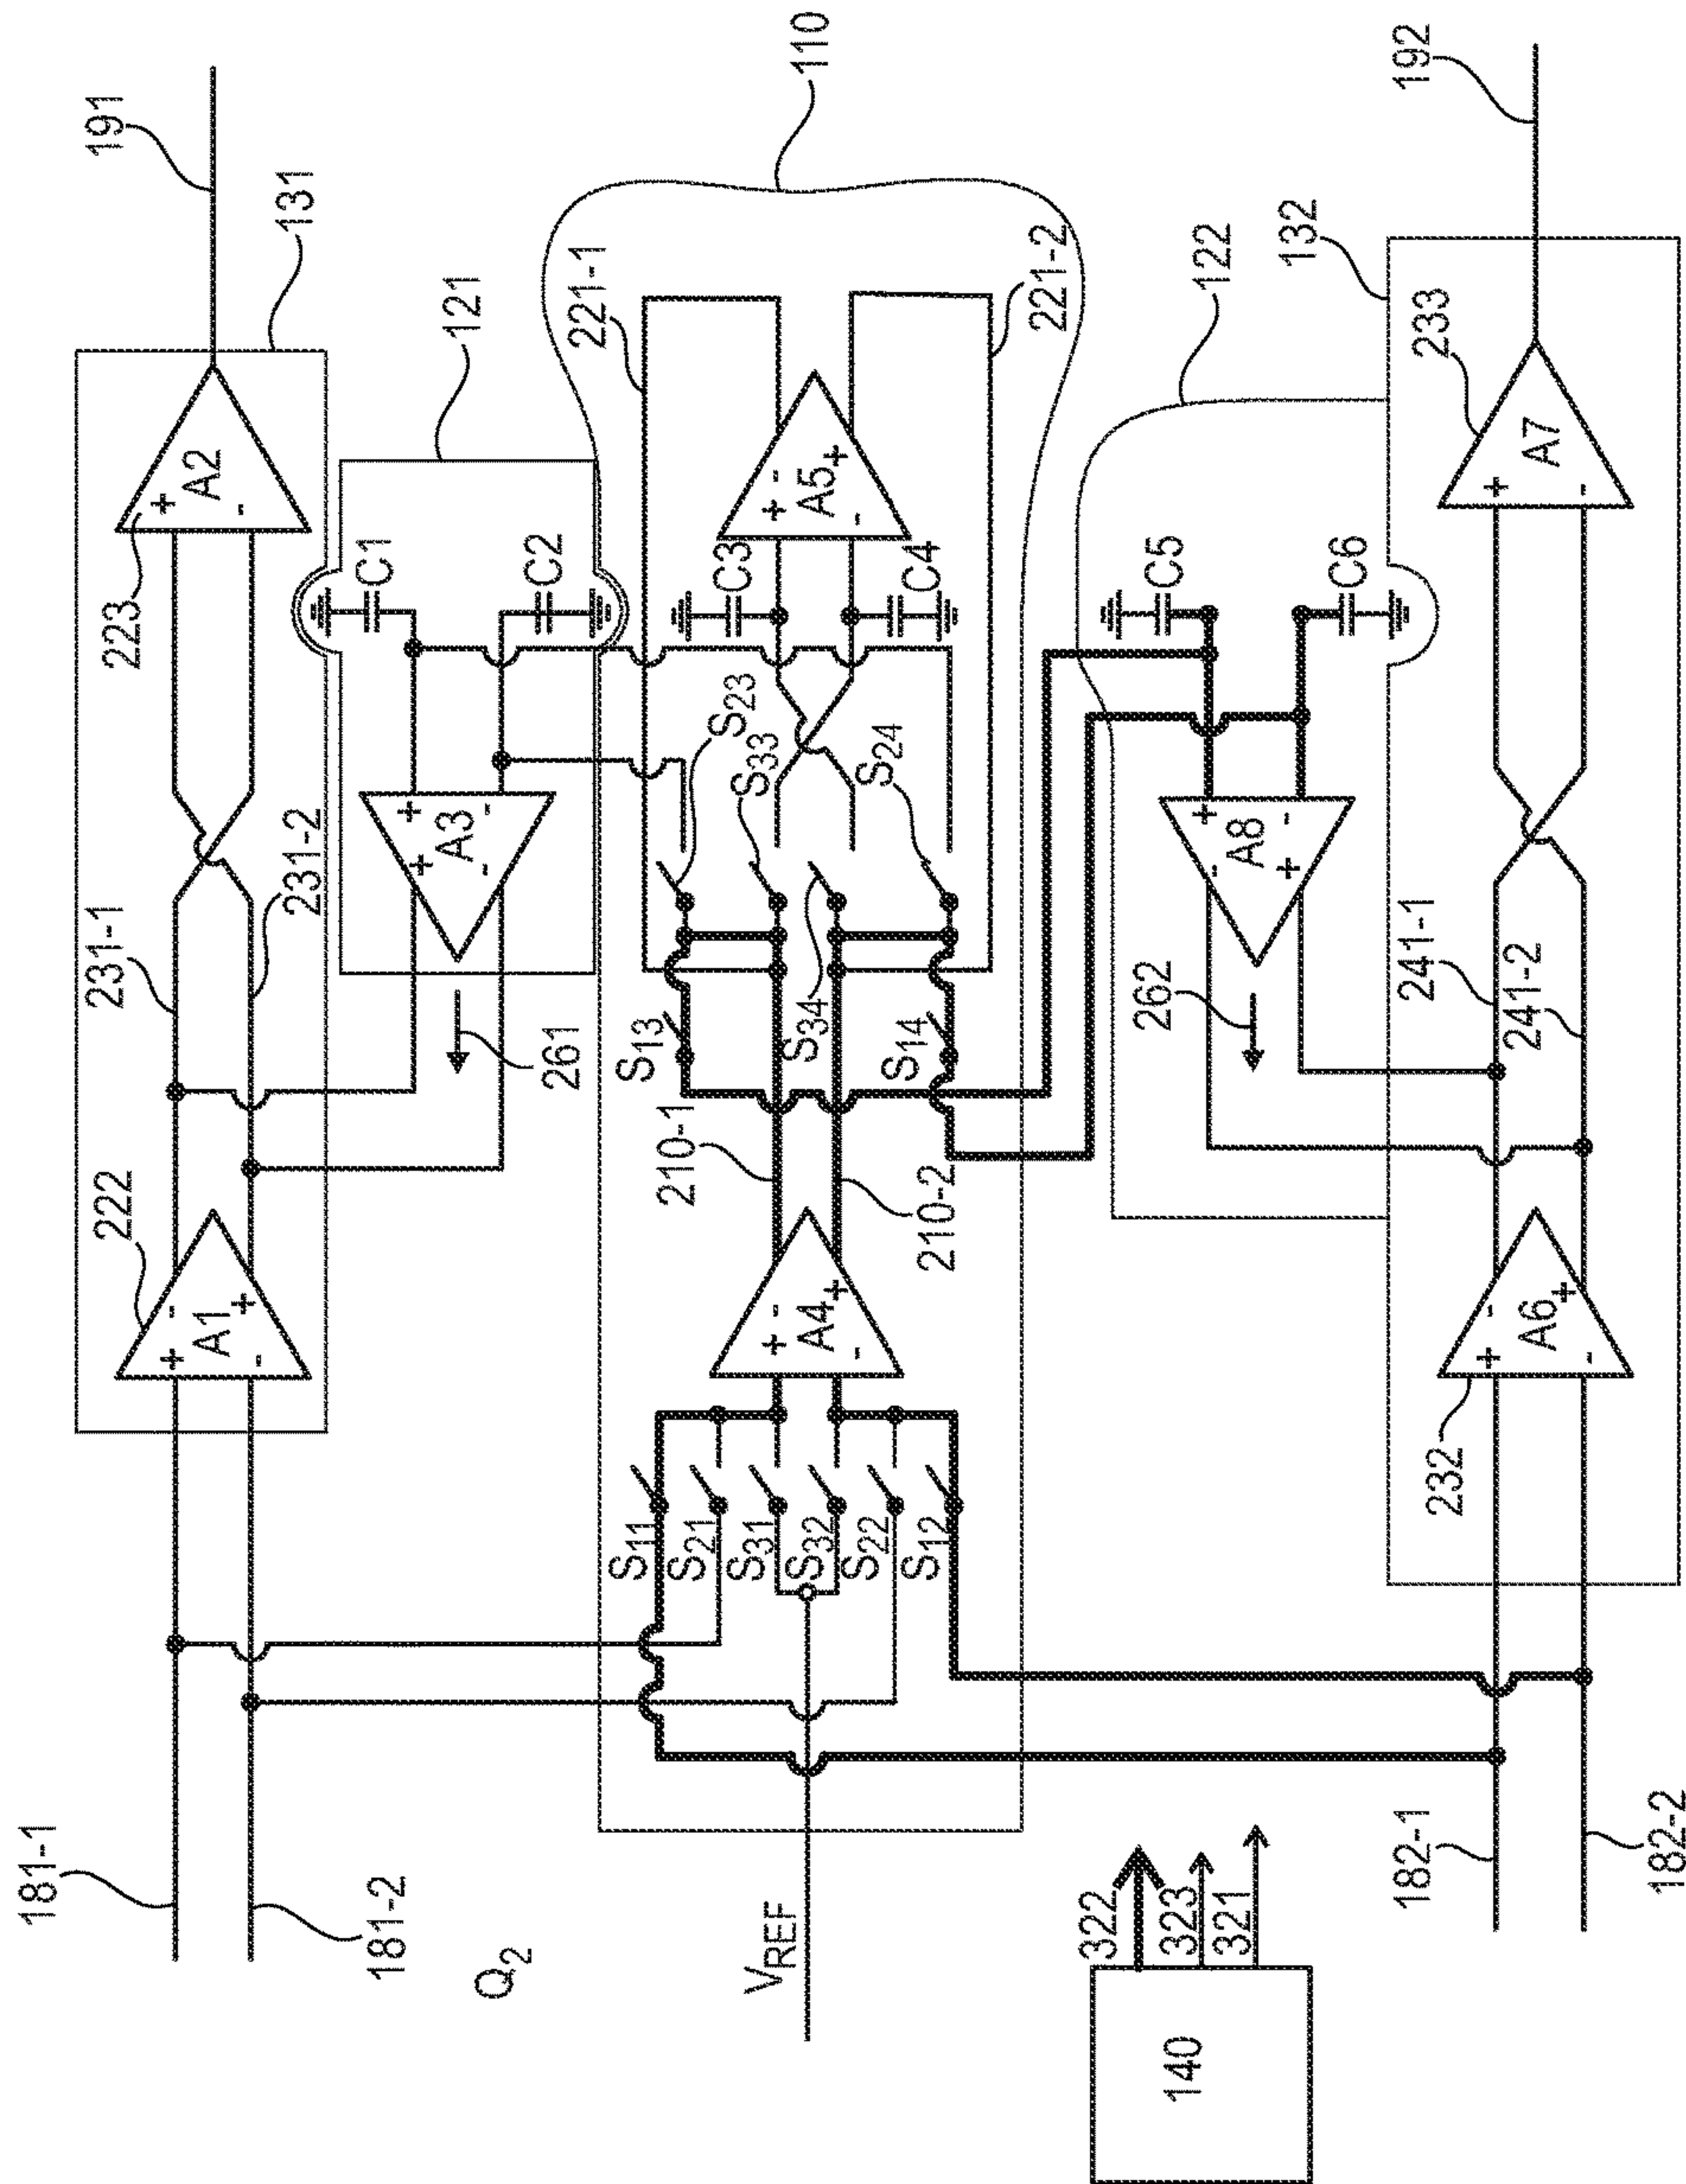 191
131
A2
+
-
223
231-1
231-2
222
A1
+
-
-
+
181-1
181-2
121
C1
C2
A3
+
-
+
-
261
110
221-1
221-2
A5
+
-
-
+
C3
C4
S23
S33
S34
S24
S13
S14
210-1
210-2
A4
+
-
-
+
S11
S21
S31
S32
S22
S12
Q2
VREF
122
C5
C6
A8
+
-
-
+
262
192
132
233
A7
+
-
241-1
241-2
A6
+
-
-
+
232
182-1
182-2
322
323
321
140